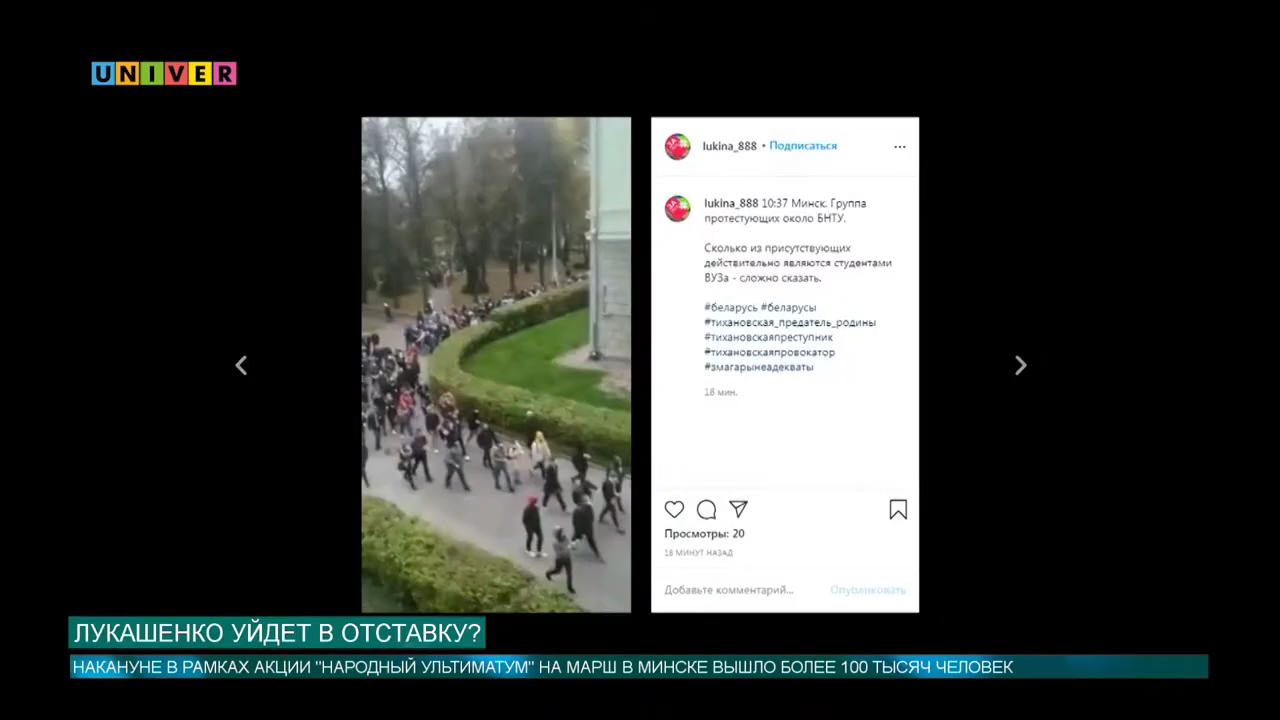 UNIVER
lukina_888 • Подписаться
lukina_888 10:37 Минск. Группа
протестующих около БНТУ.
Сколько из присутствующих
действительно являются студентами
ВУЗа - сложно сказать.
#беларусь #беларусы
#тихановская_предатель_родины
#тихановскаяпреступник
#тихановскаяпровокатор
#змагарынеадекваты
18 мин.
Просмотры: 20
18 МИНУТ НАЗАД
Добавьте комментарий... Опубликовать
ЛУКАШЕНКО УЙДЕТ В ОТСТАВКУ?
НАКАНУНЕ В РАМКАХ АКЦИИ "НАРОДНЫЙ УЛЬТИМАТУМ" НА МАРШ В МИНСКЕ ВЫШЛО БОЛЕЕ 100 ТЫСЯЧ ЧЕЛОВЕК